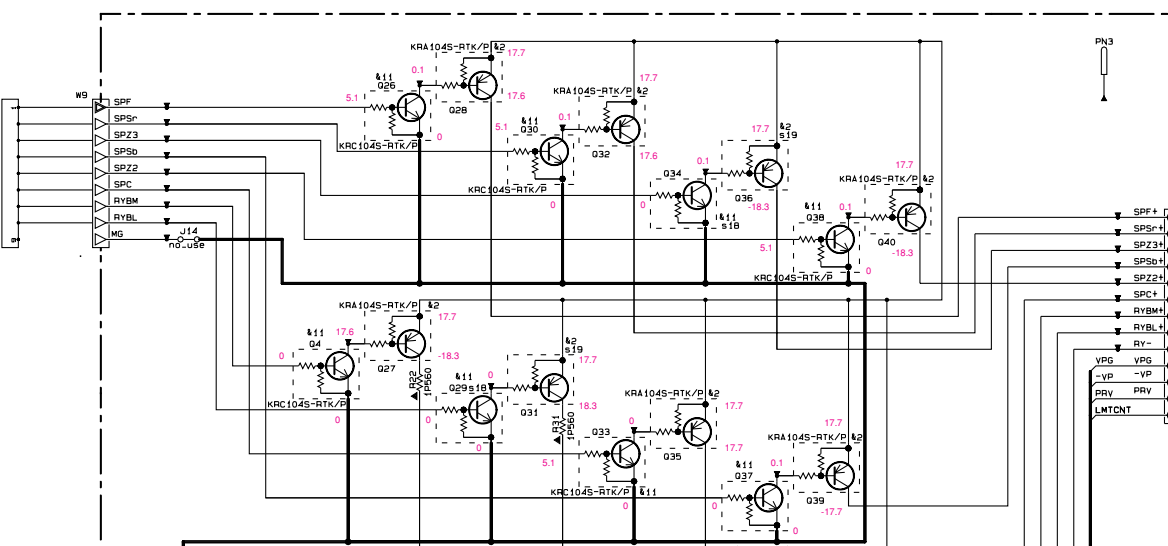 PN3
KRA104S-RTK/P &2
17.7
0.1
&11
Q26
5.1
Q28
17.6
0
KRC104S-RTK/P
W9
SPF
SPSr
SPZ3
SPSb
SPZ2
SPC
RYBM
RYBL
MG
J14
no_use
17.7
KRA104S-RTK/P &2
0.1
&11
Q30
5.1
Q32
17.6
KRC104S-RTK/P
0
&2
s19
17.7
0.1
Q34
Q36
-18.3
0
&11
s18
17.7
KRA104S-RTK/P &2
0.1
&11
Q38
5.1
Q40
-18.3
0
KRC104S-RTK/P
SPF+
SPSr+
SPZ3+
SPSb+
SPZ2+
SPC+
RYBM+
RYBL+
RY-
VPG VPG
-VP -VP
PRV PRV
LMTCNT
KRA104S-RTK/P &2
17.7
17.6
&11
Q4
0
Q27
-18.3
R22
1P560
KRC104S-RTK/P
0
&2
s19
17.7
0
&11
Q29 s18
0
Q31
18.3
R31
1P560
0
KRA104S-RTK/P &2
17.7
0
Q33
5.1
Q35
17.7
KRC104S-RTK/P &11
0
17.7
KRA104S-RTK/P &2
0.1
&11
Q37
0
Q39
-17.7
0